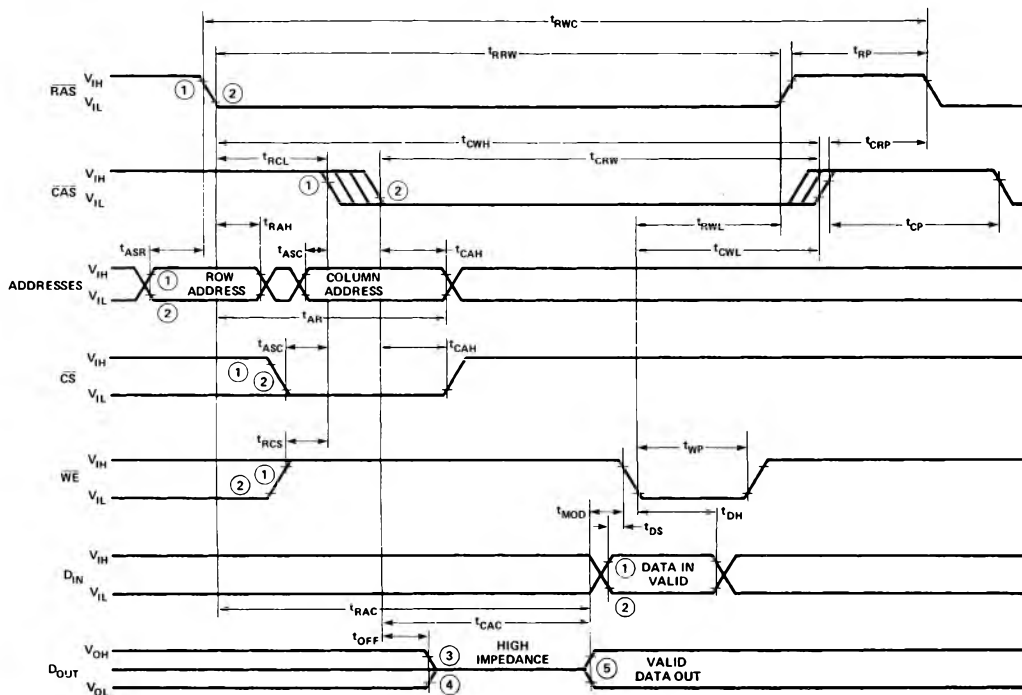 tRWC
tRRW
tRP
RAS
VIH
VIL
①
②
tCWH
tRCL
tCRW
tCRP
CAS
VIH
VIL
①
②
tRWL
tCP
tCWL
tRAH
tASR
tASC
tCAH
ADDRESSES
VIH
VIL
①
②
ROW
ADDRESS
COLUMN
ADDRESS
tAR
tASC
tCAH
CS
VIH
VIL
①
②
tRCS
tWP
WE
VIH
VIL
①
②
tMOD
tDS
tDH
DIN
VIH
VIL
①
②
DATA IN
VALID
tRAC
tCAC
tOFF
DOUT
VOH
VOL
③
④
HIGH
IMPEDANCE
⑤
VALID
DATA OUT